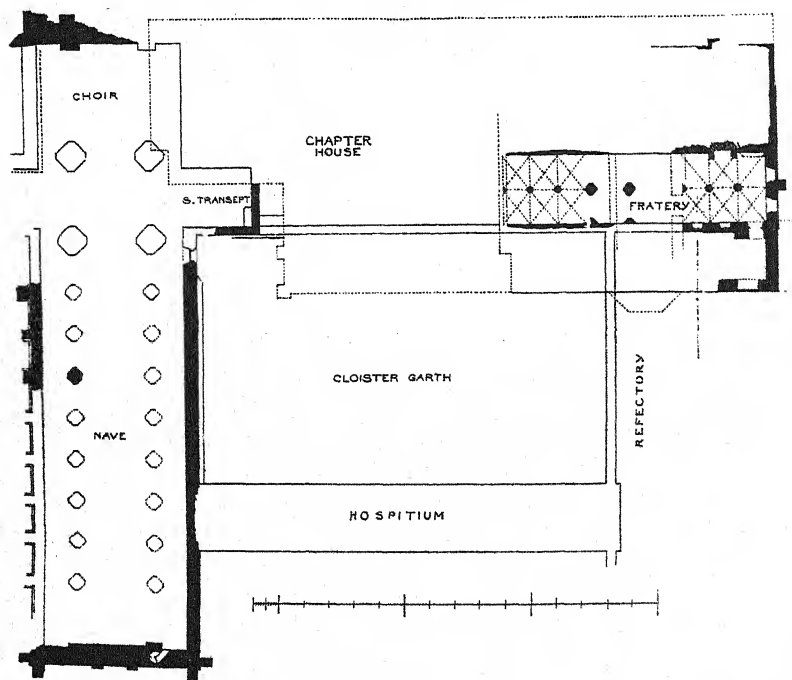 CHOIR
CHAPTER
HOUSE
S. TRANSEPT
FRATERY
CLOISTER GARTH
REFECTORY
NAVE
HOSPITIUM